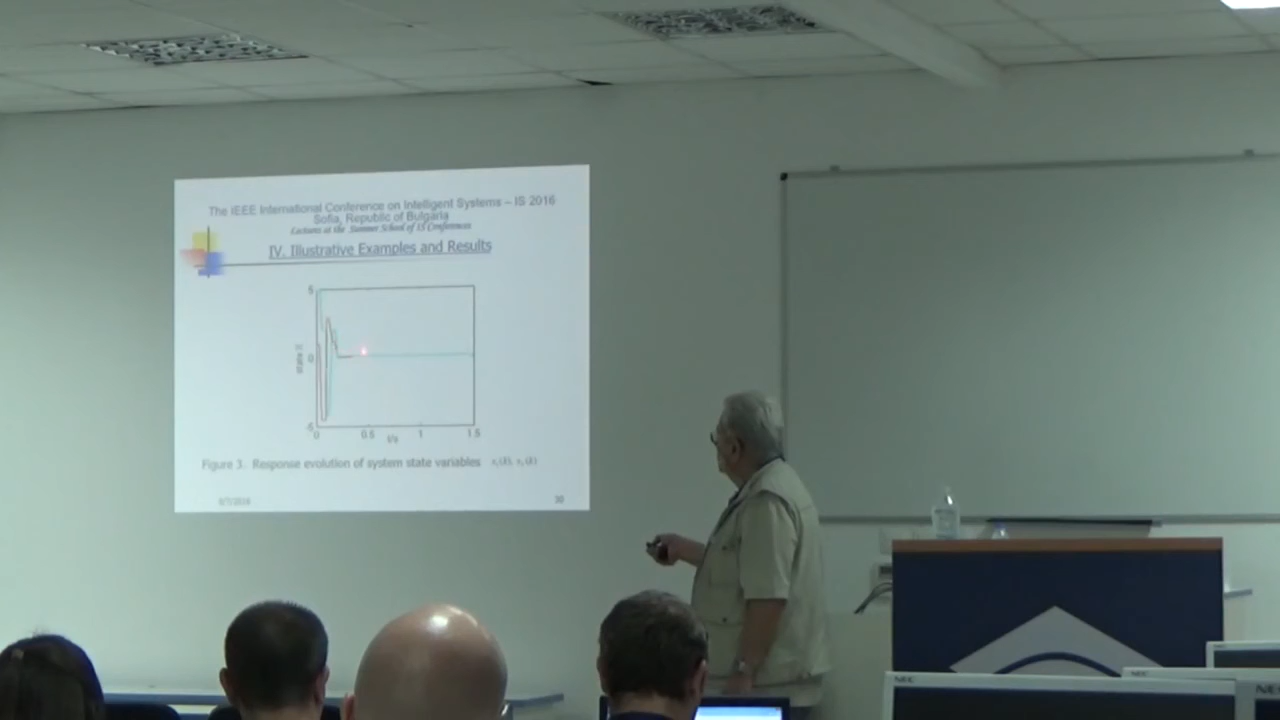 The IEEE International Conference on Intelligent Systems – IS 2016
Sofia, Republic of Bulgaria
Lectures at the Summer School of IS Conferences
IV. Illustrative Examples and Results
5
0
-5
0 0.5 1 1.5
t/s
Figure 3. Response evolution of system state variables
30
NEC
NEC